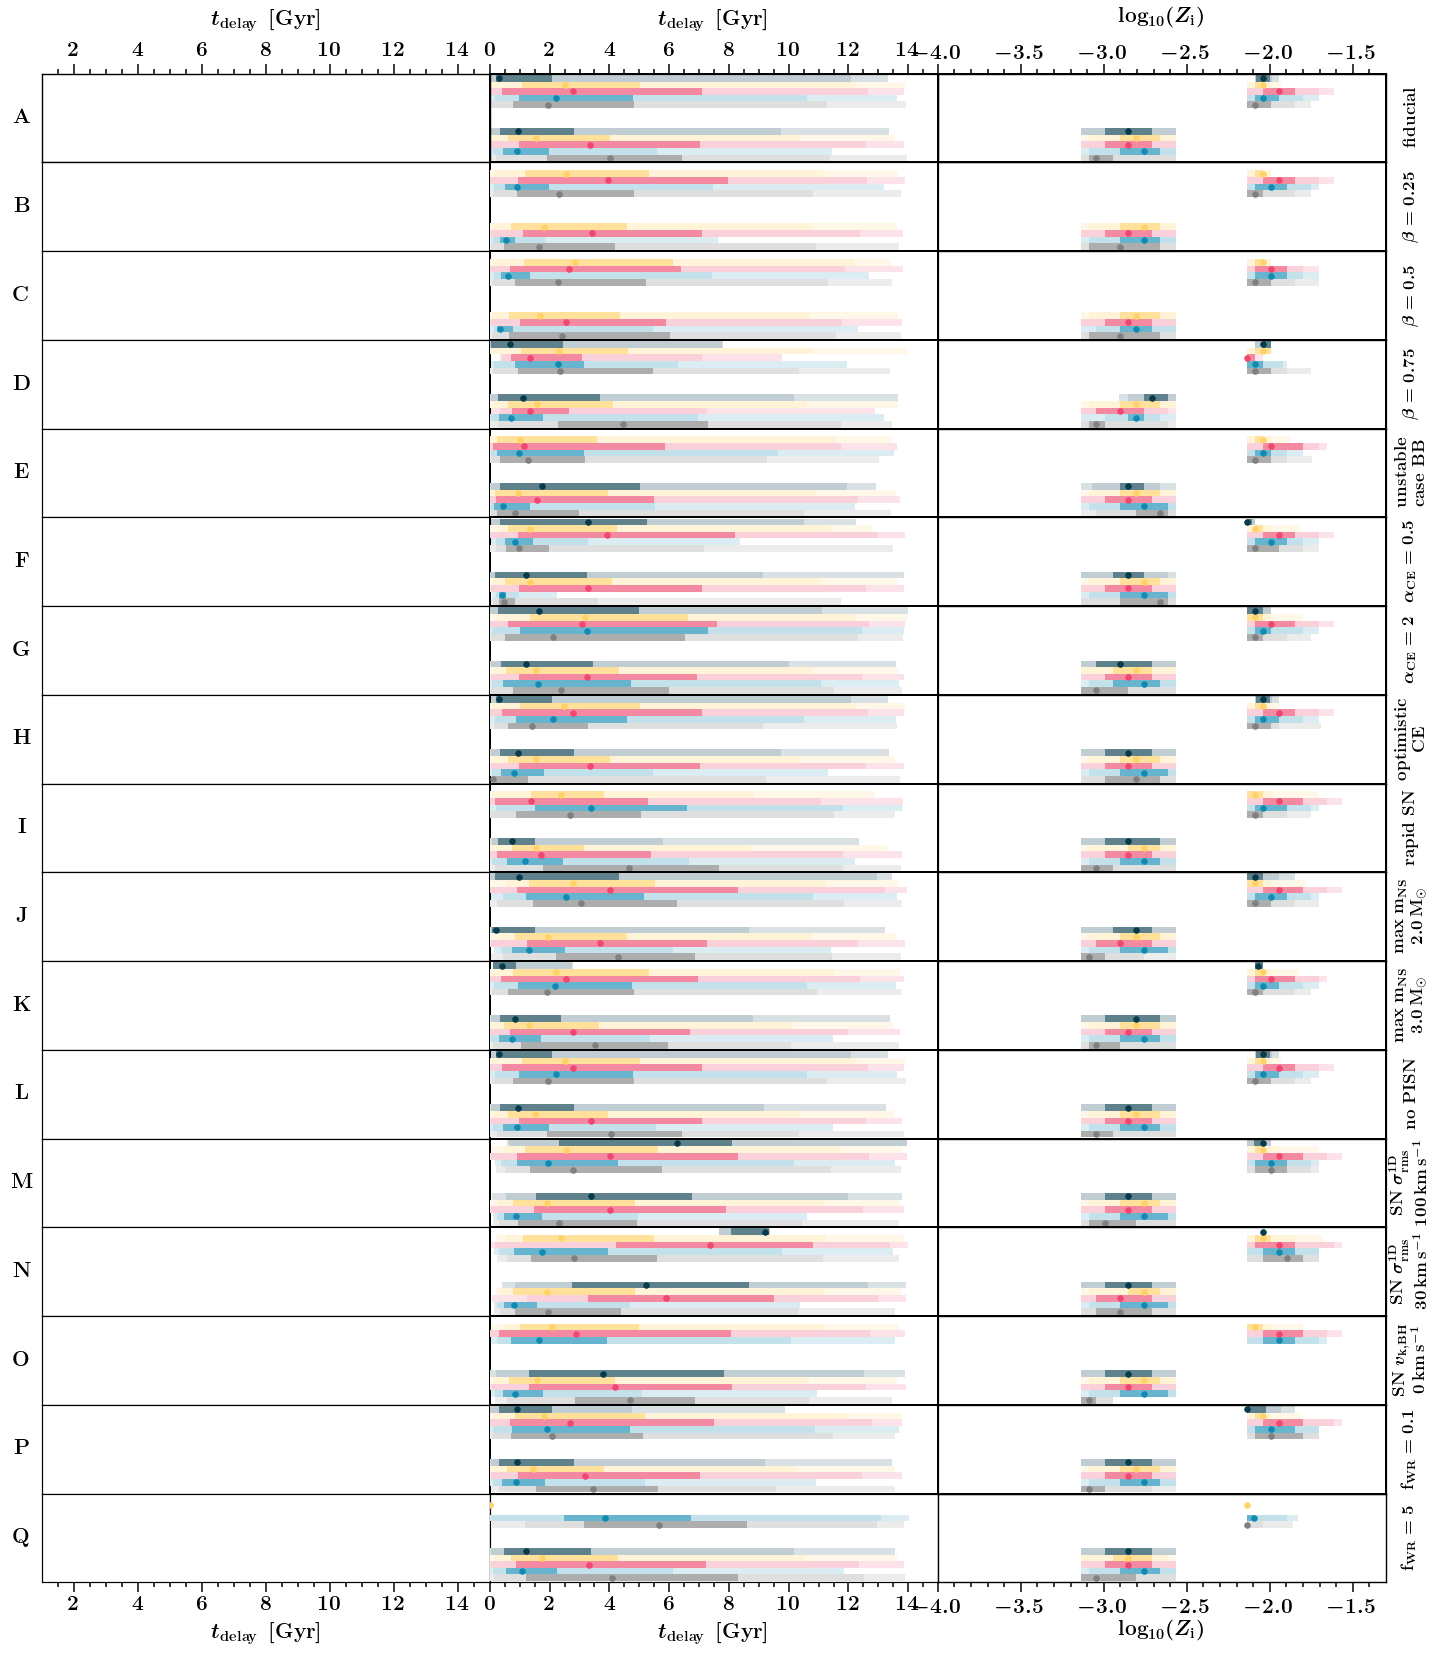 t_delay [Gyr] t_delay [Gyr] log₁₀(Z_i)
2 4 6 8 10 12 14 0 2 4 6 8 10 12 14 −4.0 −3.5 −3.0 −2.5 −2.0 −1.5
A fiducial
B β = 0.25
C β = 0.5
D β = 0.75
E unstable
case BB
F α_CE = 0.5
G α_CE = 2
H optimistic
CE
I rapid SN
J max m_NS
2.0 M_⊙
K max m_NS
3.0 M_⊙
L no PISN
M SN σ_rms^1D
100 km s⁻¹
N SN σ_rms^1D
30 km s⁻¹
O SN v_k,BH
0 km s⁻¹
P f_WR = 0.1
Q f_WR = 5
2 4 6 8 10 12 14 0 2 4 6 8 10 12 14 −4.0 −3.5 −3.0 −2.5 −2.0 −1.5
t_delay [Gyr] t_delay [Gyr] log₁₀(Z_i)